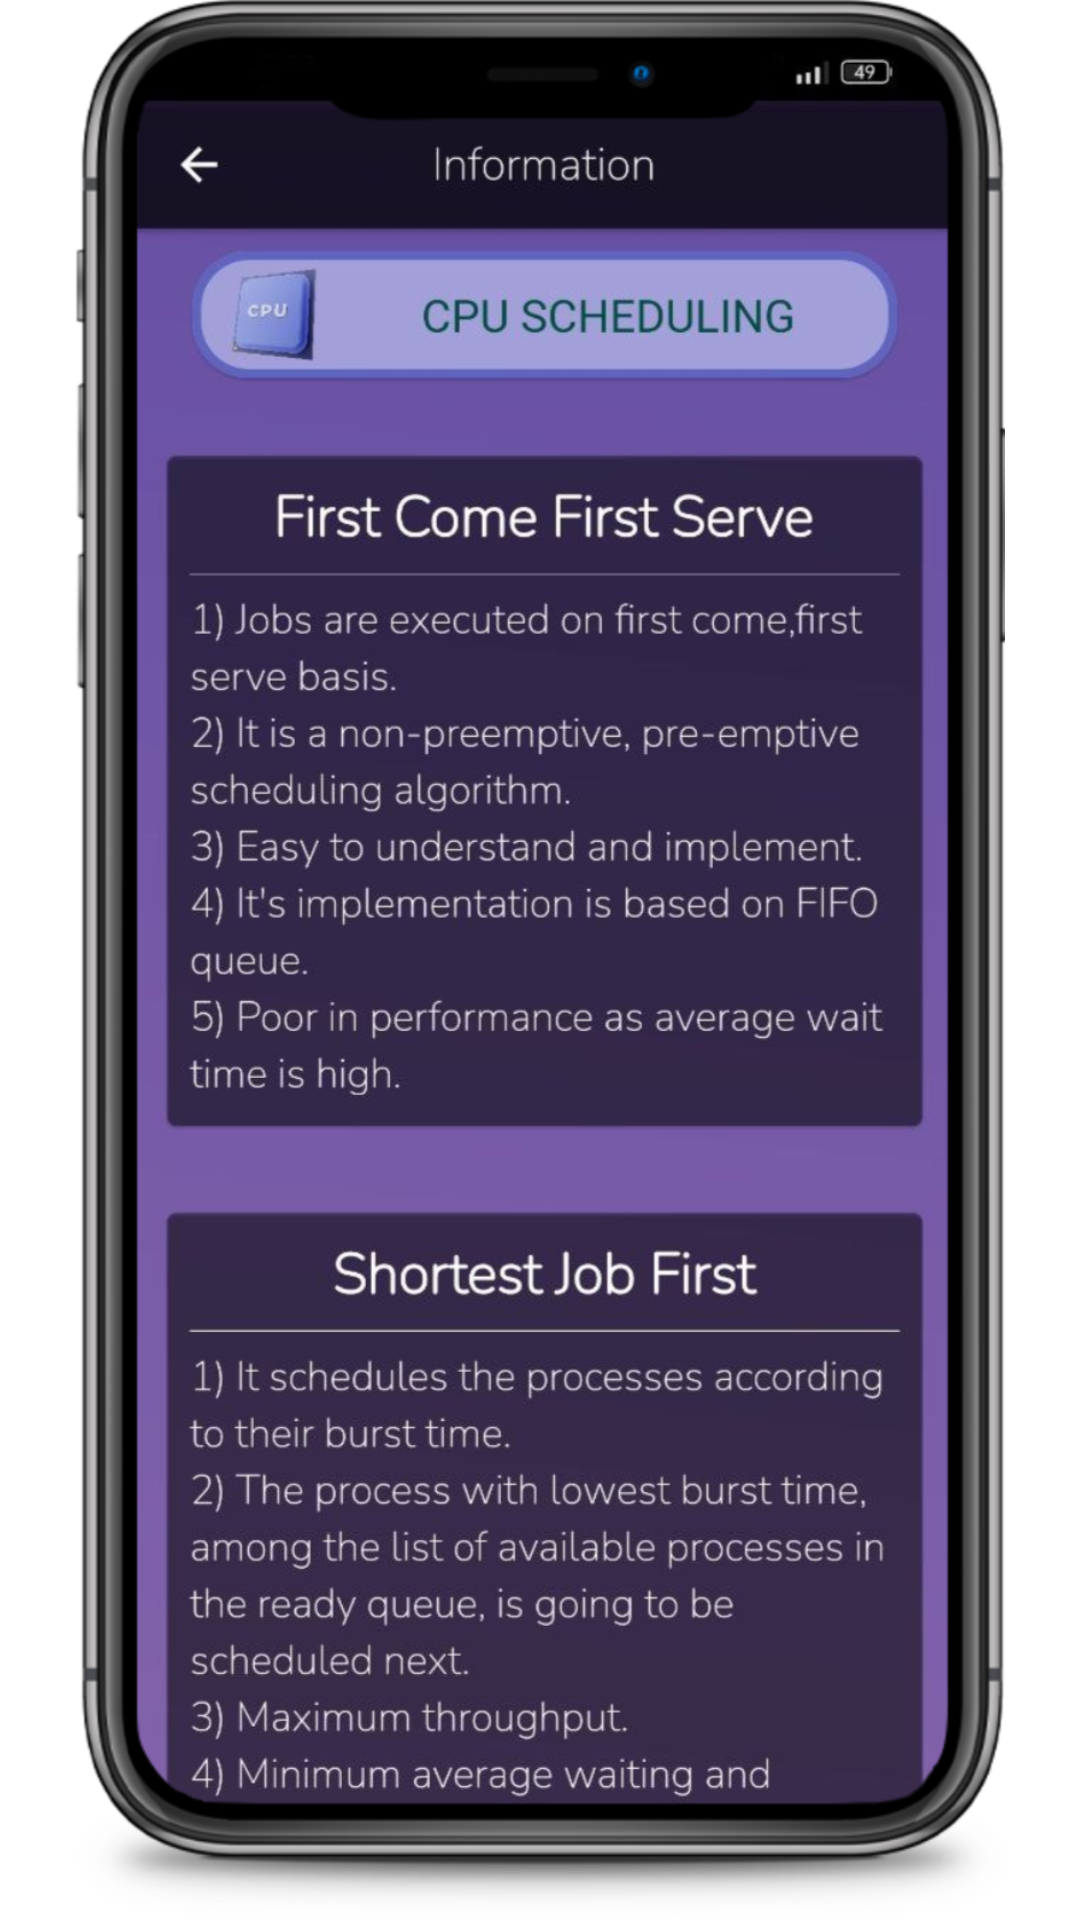 49
Information
CPU
CPU SCHEDULING
First Come First Serve
1) Jobs are executed on first come,first
serve basis.
2) It is a non-preemptive, pre-emptive
scheduling algorithm.
3) Easy to understand and implement.
4) It's implementation is based on FIFO
queue.
5) Poor in performance as average wait
time is high.
Shortest Job First
1) It schedules the processes according
to their burst time.
2) The process with lowest burst time,
among the list of available processes in
the ready queue, is going to be
scheduled next.
3) Maximum throughput.
4) Minimum average waiting and